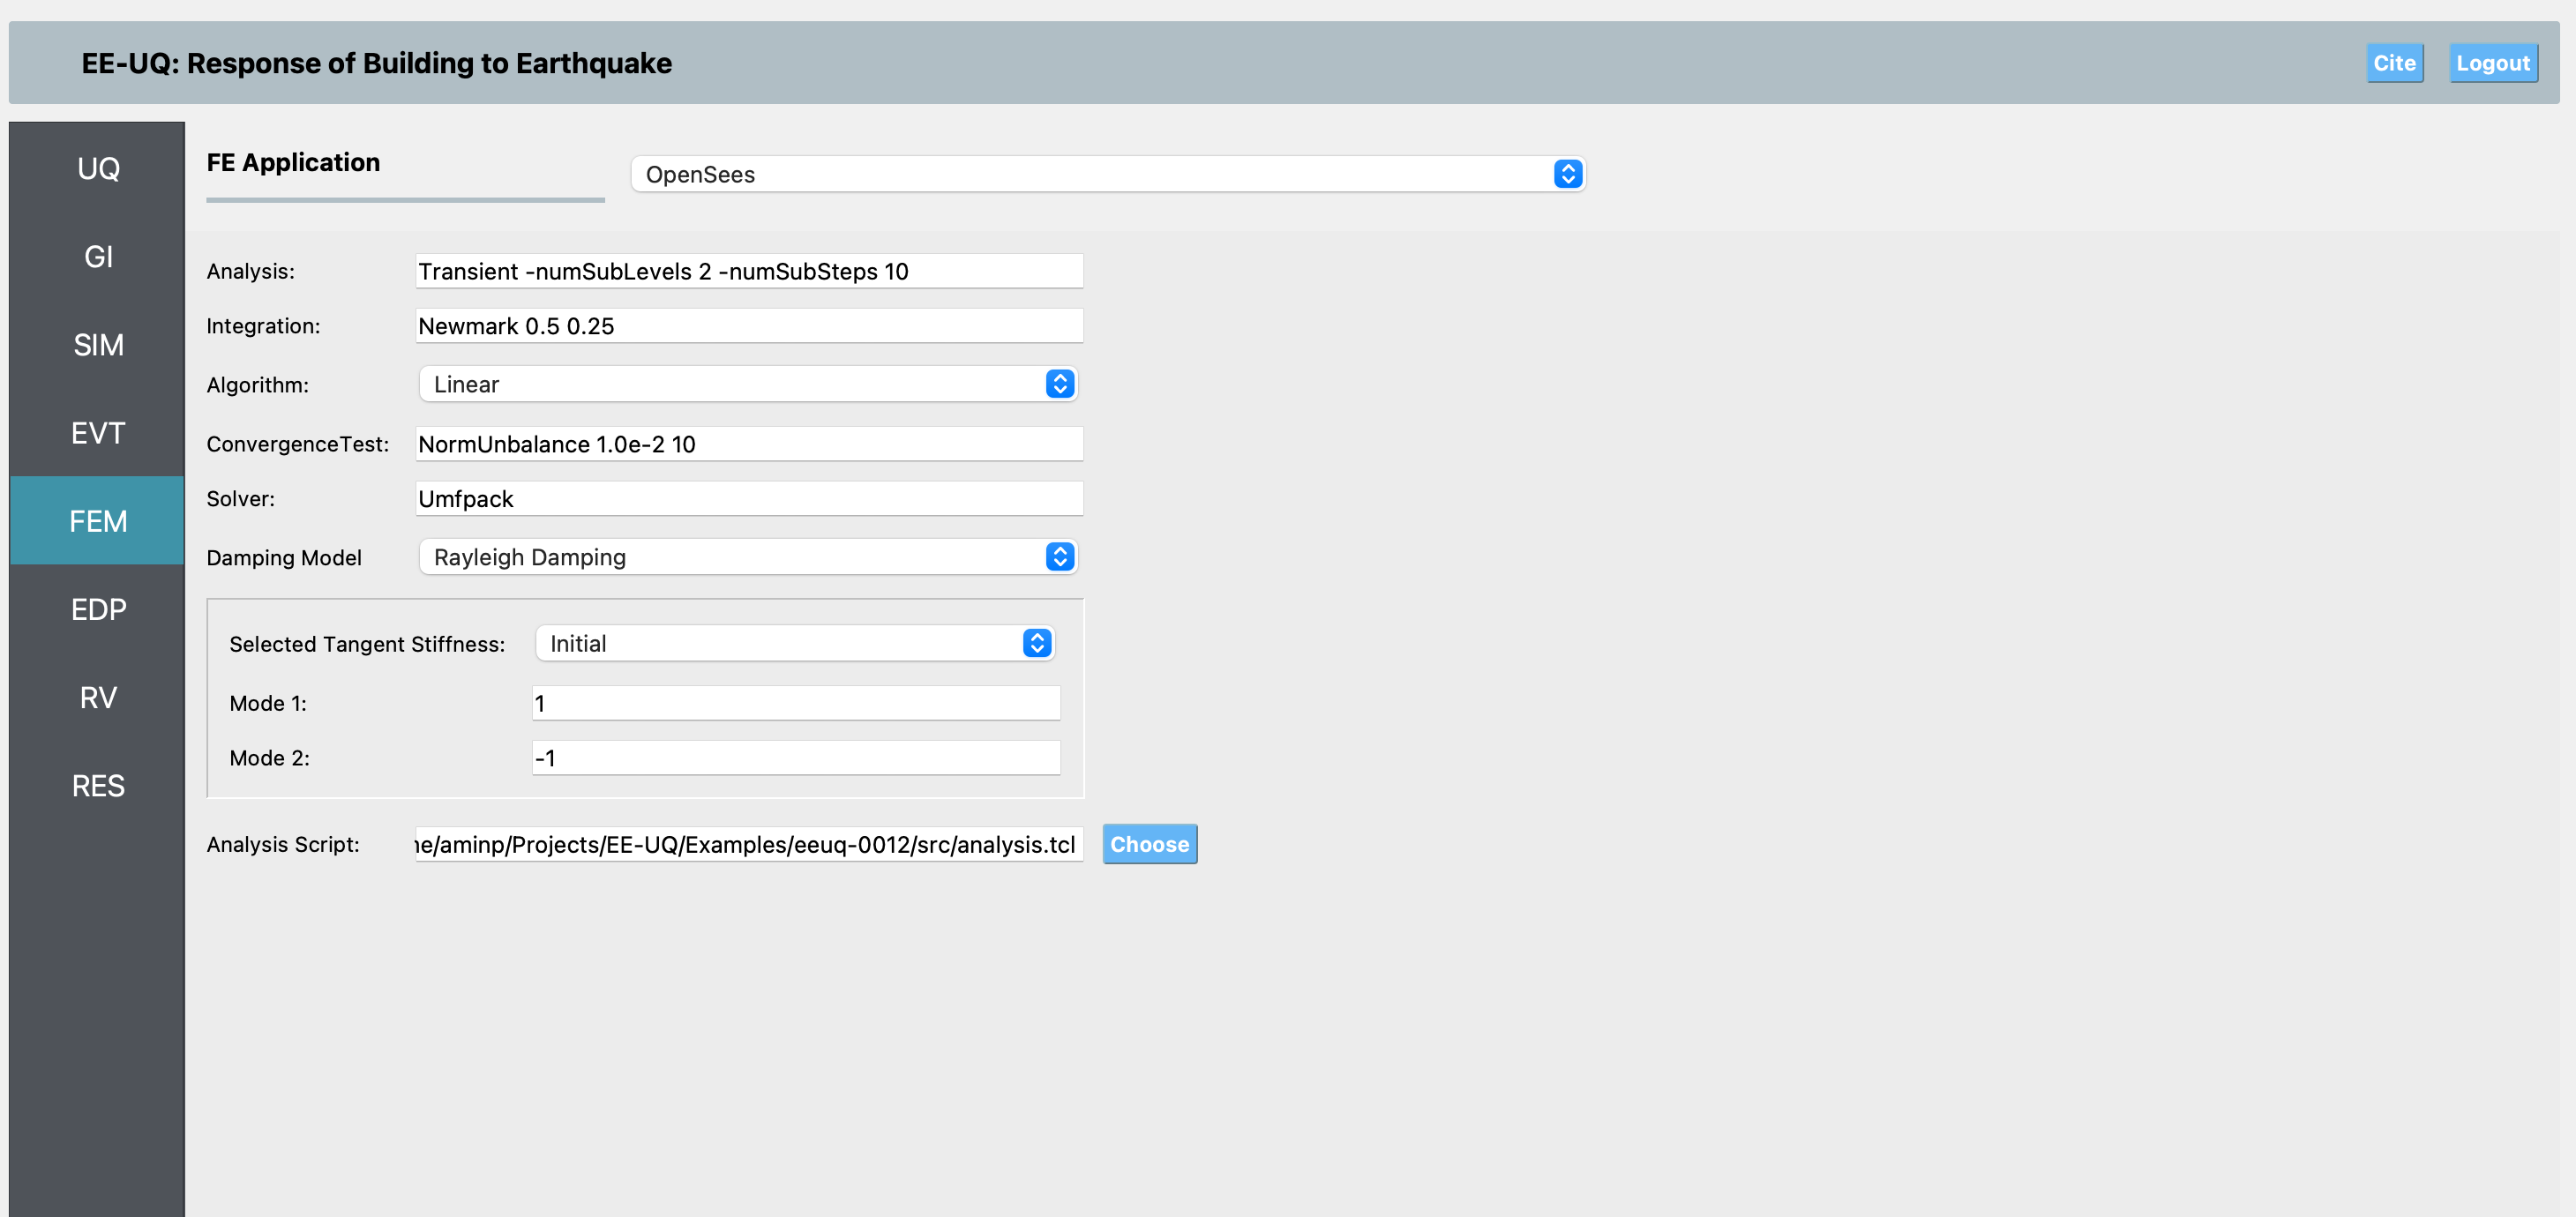 EE-UQ: Response of Building to Earthquake
Cite
Logout
UQ
GI
SIM
EVT
FEM
EDP
RV
RES
FE Application
OpenSees
Analysis: Transient -numSubLevels 2 -numSubSteps 10
Integration: Newmark 0.5 0.25
Algorithm: Linear
ConvergenceTest: NormUnbalance 1.0e-2 10
Solver: Umfpack
Damping Model Rayleigh Damping
Selected Tangent Stiffness: Initial
Mode 1: 1
Mode 2: -1
Analysis Script: e/aminp/Projects/EE-UQ/Examples/eeuq-0012/src/analysis.tcl Choose